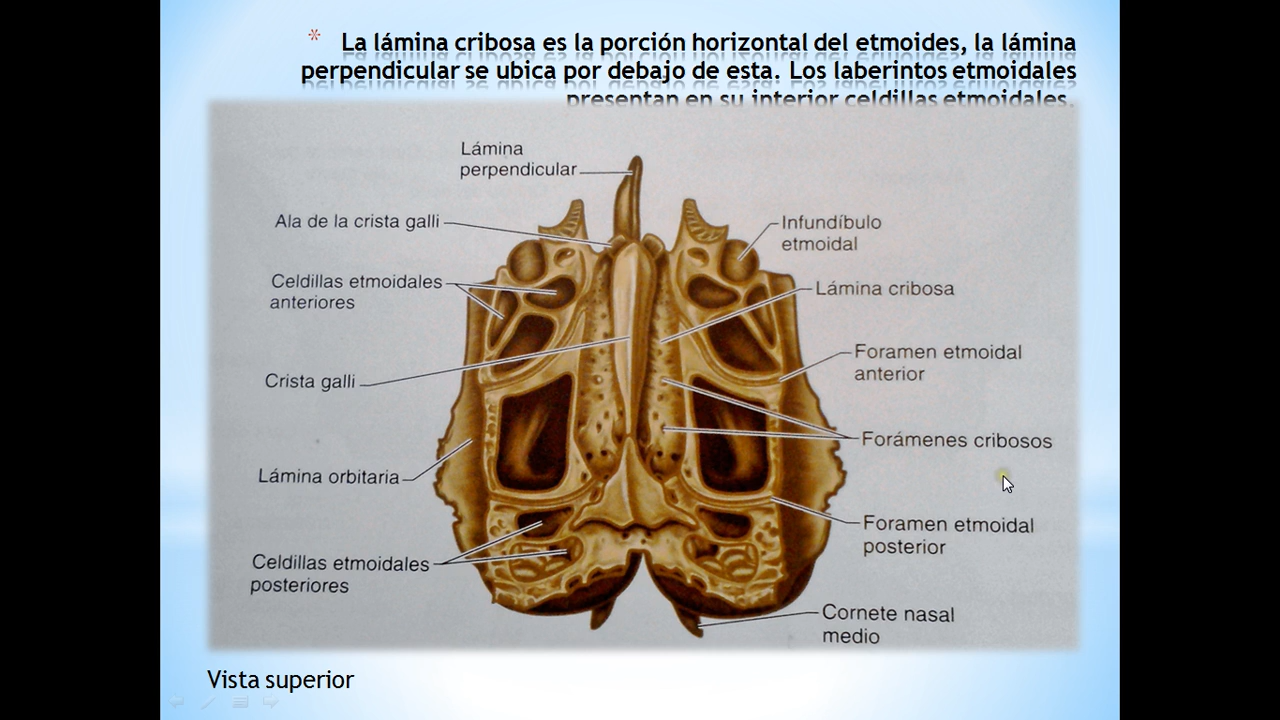 * La lámina cribosa es la porción horizontal del etmoides, la lámina
perpendicular se ubica por debajo de esta. Los laberintos etmoidales
presentan en su interior celdillas etmoidales.
Lámina
perpendicular
Ala de la crista galli
Celdillas etmoidales
anteriores
Crista galli
Lámina orbitaria
Celdillas etmoidales
posteriores
Infundíbulo
etmoidal
Lámina cribosa
Foramen etmoidal
anterior
Forámenes cribosos
Foramen etmoidal
posterior
Cornete nasal
medio
Vista superior